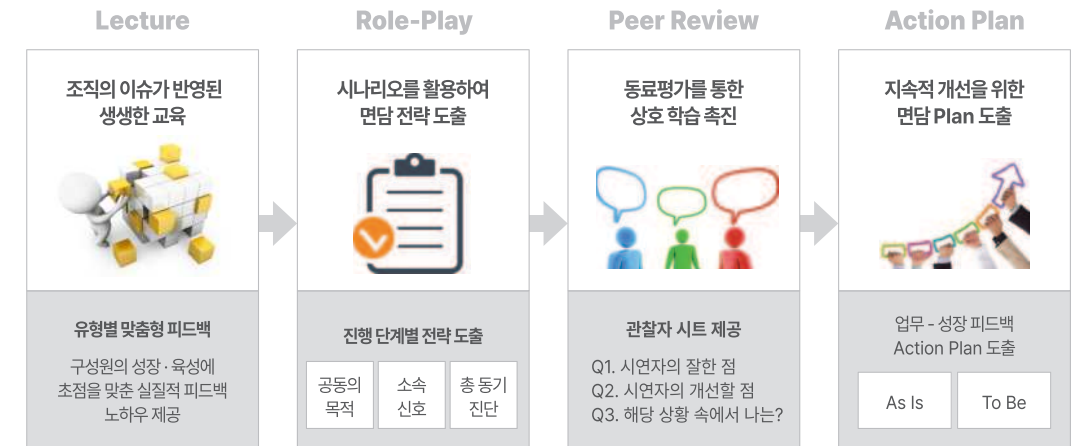 Lecture
조직의 이슈가 반영된
생생한 교육
유형별 맞춤형 피드백
구성원의 성장 · 육성에
초점을 맞춘 실질적 피드백
노하우 제공
Role-Play
시나리오를 활용하여
면담 전략 도출
진행 단계별 전략 도출
공동의
목적
소속
신호
총 동기
진단
Peer Review
동료평가를 통한
상호 학습 촉진
관찰자 시트 제공
Q1. 시연자의 잘한 점
Q2. 시연자의 개선할 점
Q3. 해당 상황 속에서 나는?
Action Plan
지속적 개선을 위한
면담 Plan 도출
업무 - 성장 피드백
Action Plan 도출
As Is
To Be